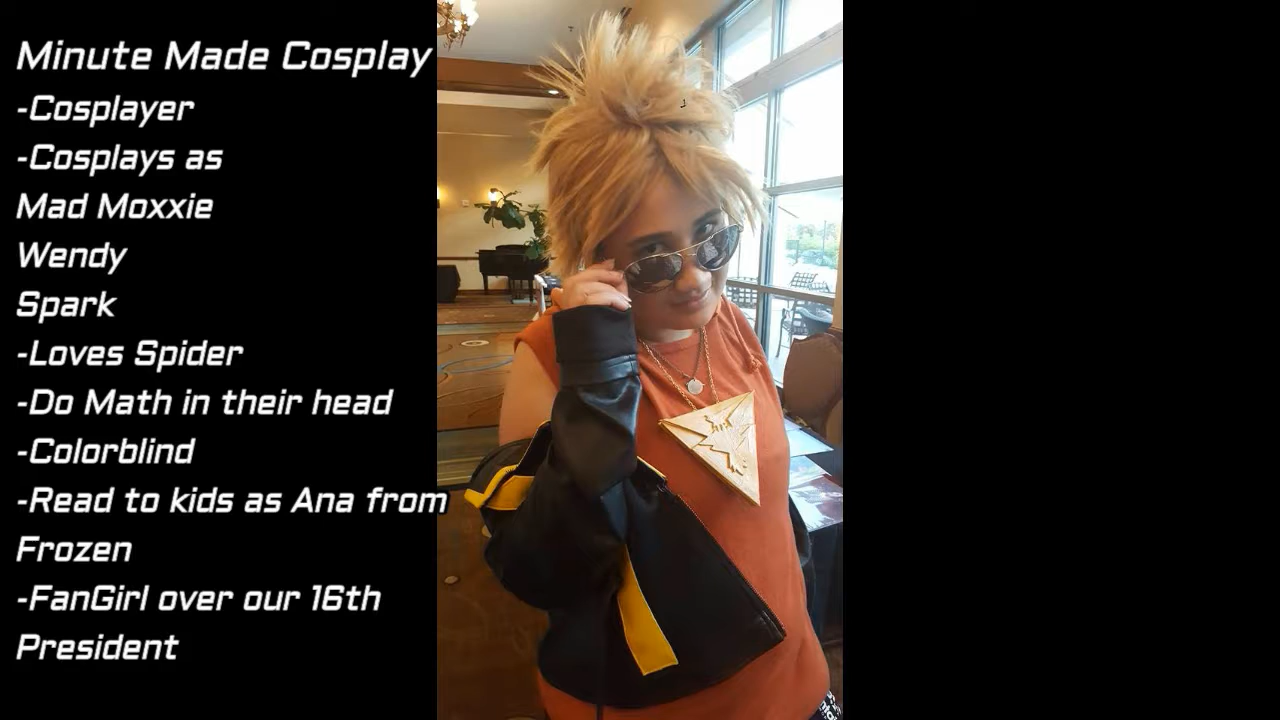 Minute Made Cosplay
-Cosplayer
-Cosplays as
Mad Moxxie
Wendy
Spark
-Loves Spider
-Do Math in their head
-Colorblind
-Read to kids as Ana from
Frozen
-FanGirl over our 16th
President